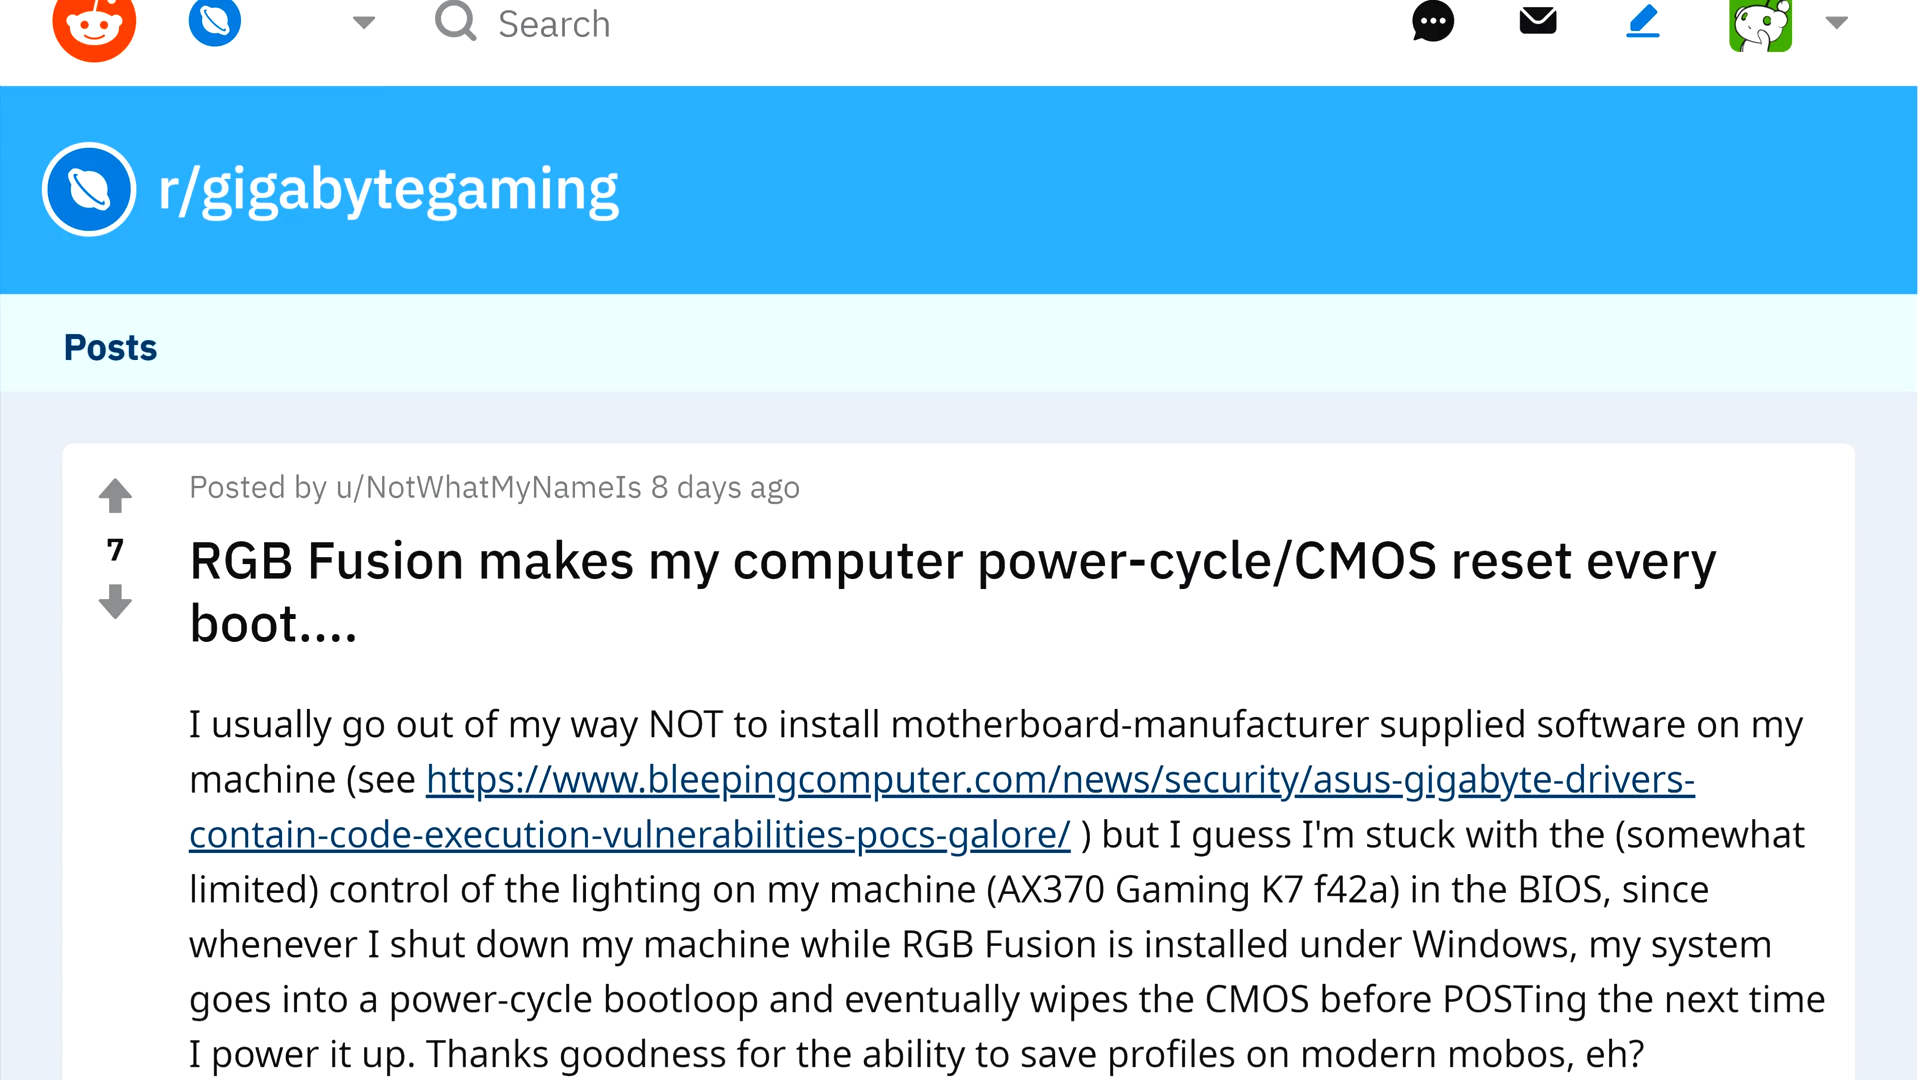 Search
r/gigabytegaming
Posts
Posted by u/NotWhatMyNameIs 8 days ago
7
RGB Fusion makes my computer power-cycle/CMOS reset every
boot....
I usually go out of my way NOT to install motherboard-manufacturer supplied software on my
machine (see https://www.bleepingcomputer.com/news/security/asus-gigabyte-drivers-
contain-code-execution-vulnerabilities-pocs-galore/ ) but I guess I'm stuck with the (somewhat
limited) control of the lighting on my machine (AX370 Gaming K7 f42a) in the BIOS, since
whenever I shut down my machine while RGB Fusion is installed under Windows, my system
goes into a power-cycle bootloop and eventually wipes the CMOS before POSTing the next time
I power it up. Thanks goodness for the ability to save profiles on modern mobos, eh?